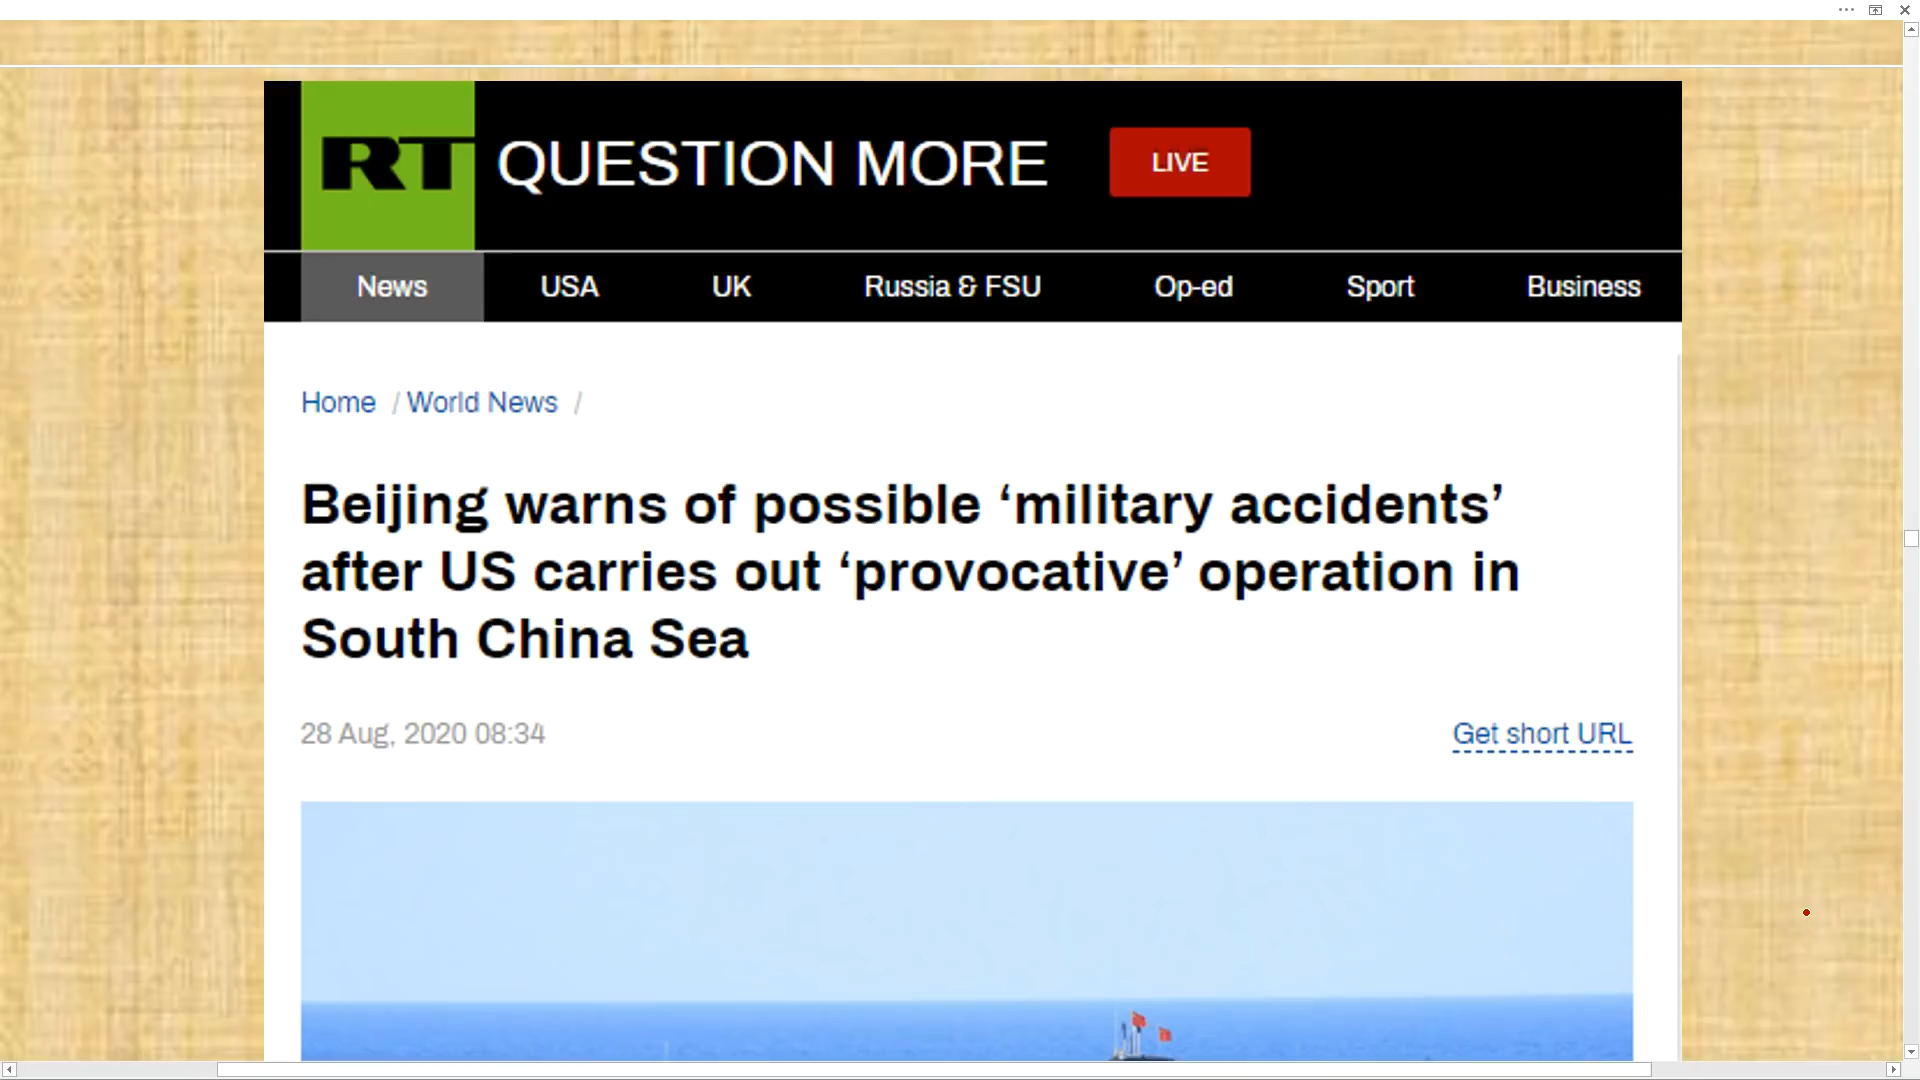 RT QUESTION MORE LIVE
News USA UK Russia & FSU Op-ed Sport Business
Home / World News /
Beijing warns of possible ‘military accidents’
after US carries out ‘provocative’ operation in
South China Sea
28 Aug, 2020 08:34 Get short URL